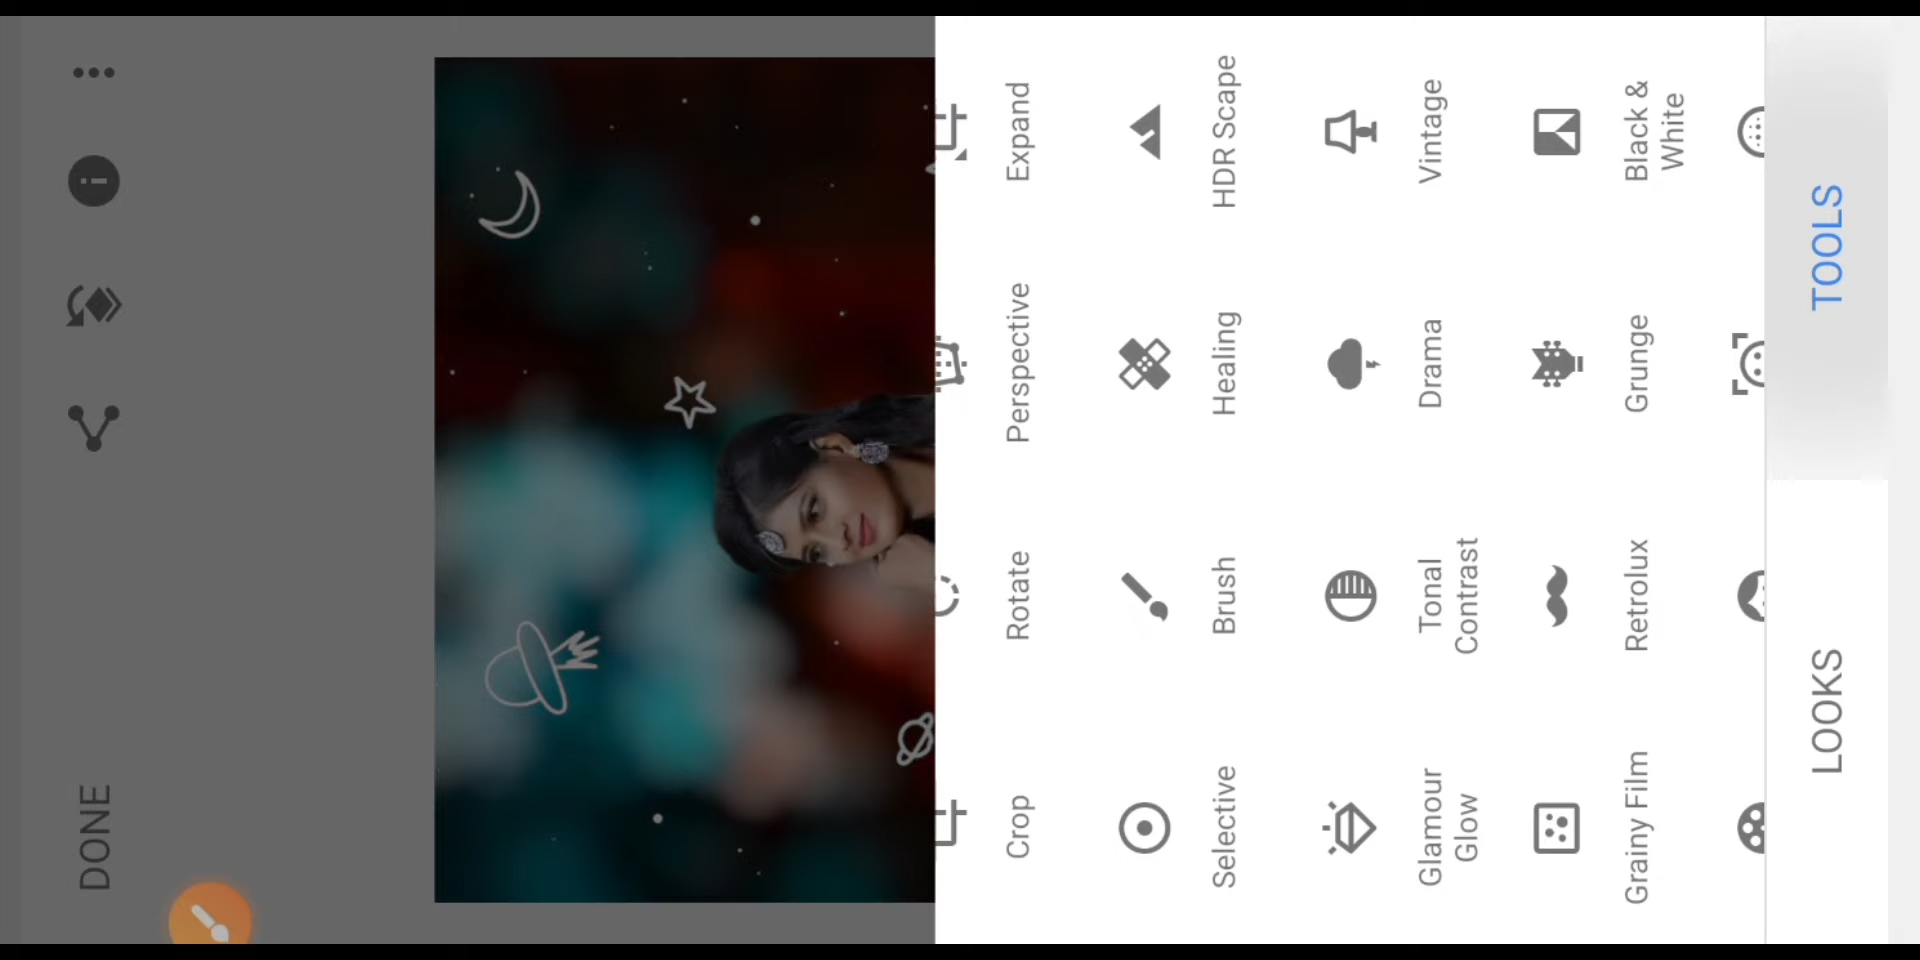 DONE
Crop
Rotate
Perspective
Expand
Selective
Brush
Healing
HDR Scape
Glamour
Glow
Tonal
Contrast
Drama
Vintage
Grainy Film
Retrolux
Grunge
Black &
White
LOOKS
TOOLS